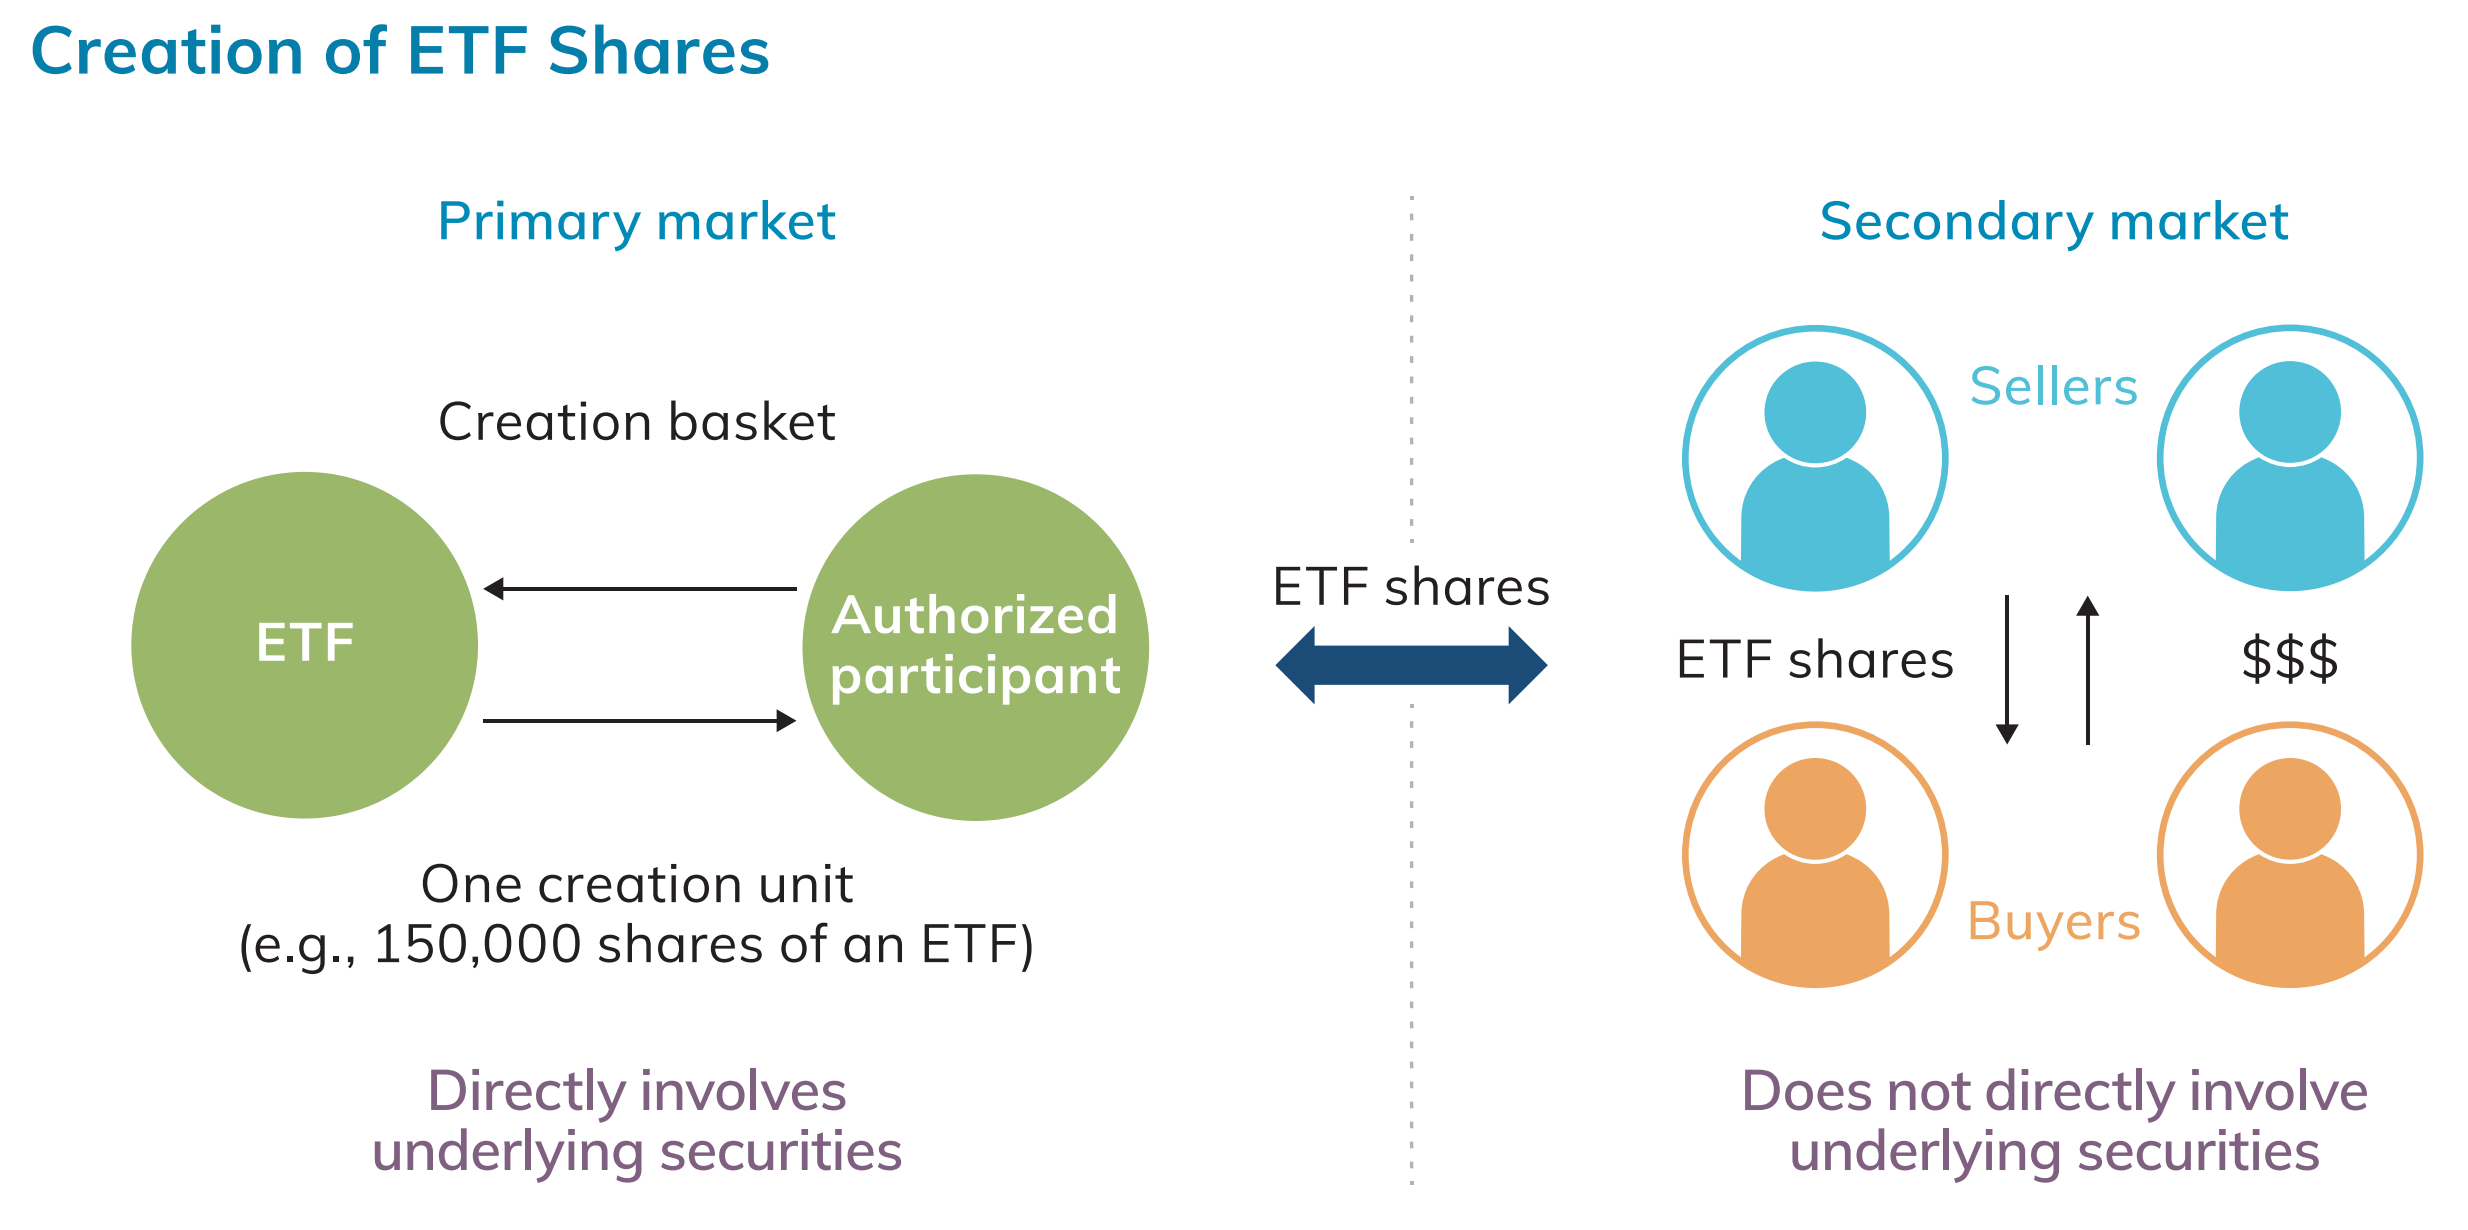 Creation of ETF Shares
Primary market
Creation basket
ETF
Authorized
participant
One creation unit
(e.g., 150,000 shares of an ETF)
Directly involves
underlying securities
ETF shares
Secondary market
Sellers
ETF shares
$$$
Buyers
Does not directly involve
underlying securities